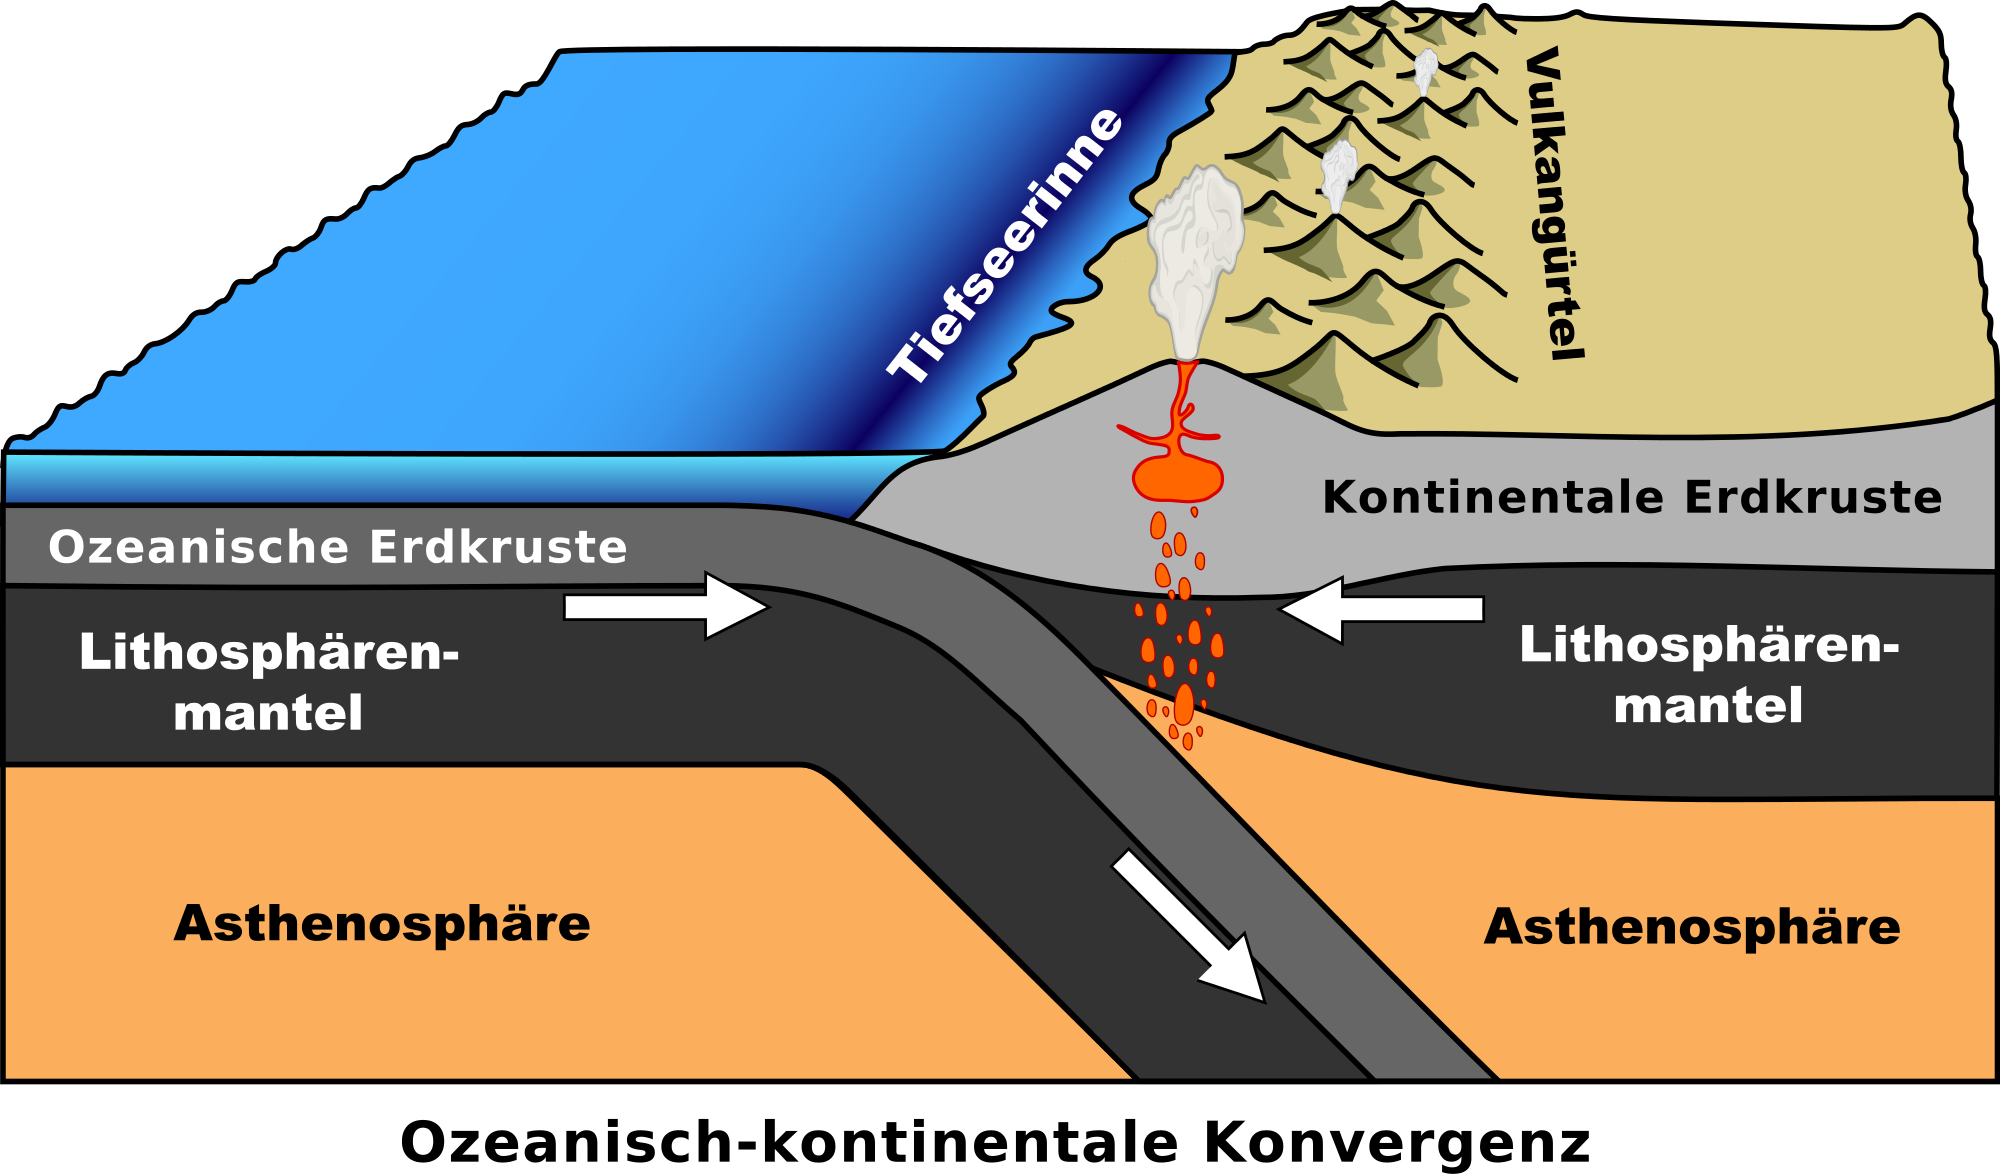 Tiefseerinne
Vulkangürtel
Kontinentale Erdkruste
Ozeanische Erdkruste
Lithosphären-
mantel
Lithosphären-
mantel
Asthenosphäre
Asthenosphäre
Ozeanisch-kontinentale Konvergenz